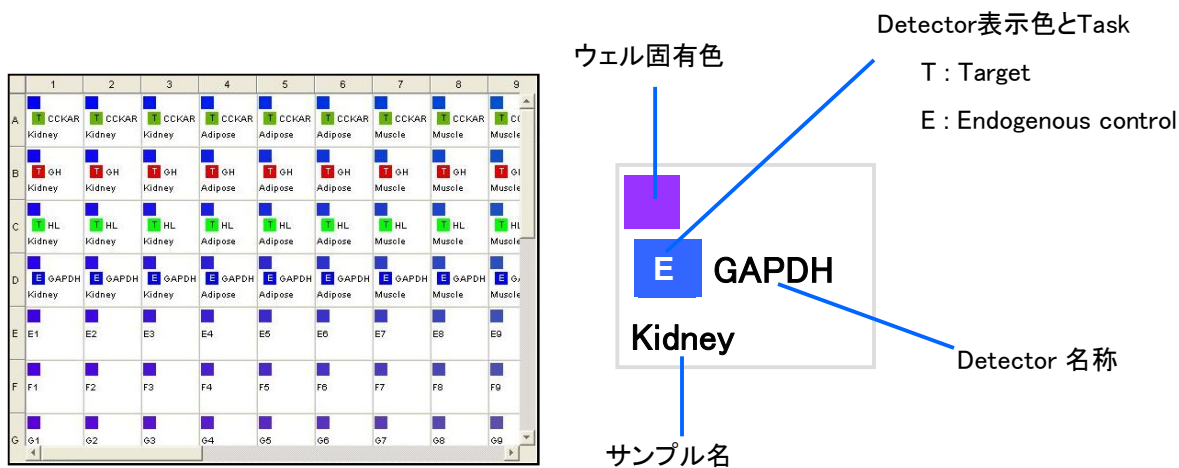 Detector表示色とTask
ウェル固有色
T : Target
E : Endogenous control
1 2 3 4 5 6 7 8 9
A
T CCKAR T CCKAR T CCKAR T CCKAR T CCKAR T CCKAR T CCKAR T CCKAR T
Kidney Kidney Kidney Adipose Adipose Adipose Muscle Muscle Muscle
B
T GH T GH T GH T GH T GH T GH T GH T GH T
Kidney Kidney Kidney Adipose Adipose Adipose Muscle Muscle Muscle
C
T HL T HL T HL T HL T HL T HL T HL T HL T HL
Kidney Kidney Kidney Adipose Adipose Adipose Muscle Muscle Muscle
D
E GAPDH E GAPDH E GAPDH E GAPDH E GAPDH E GAPDH E GAPDH E GAPDH E
Kidney Kidney Kidney Adipose Adipose Adipose Muscle Muscle Muscle
E E1 E2 E3 E4 E5 E6 E7 E8 E9
F F1 F2 F3 F4 F5 F6 F7 F8 F9
G G1 G2 G3 G4 G5 G6 G7 G8 G9
E GAPDH
Kidney
Detector 名称
サンプル名